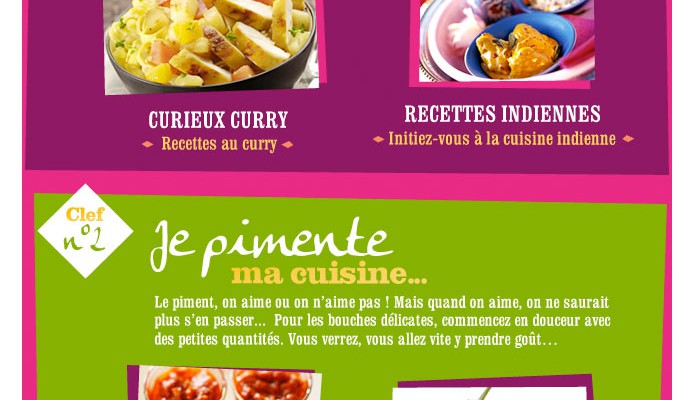 CURIEUX CURRY
Recettes au curry
RECETTES INDIENNES
Initiez-vous à la cuisine indienne
Clef
n°2
Je pimente
ma cuisine...
Le piment, on aime ou on n'aime pas ! Mais quand on aime, on ne saurait
plus s'en passer... Pour les bouches délicates, commencez en douceur avec
des petites quantités. Vous verrez, vous allez vite y prendre goût...